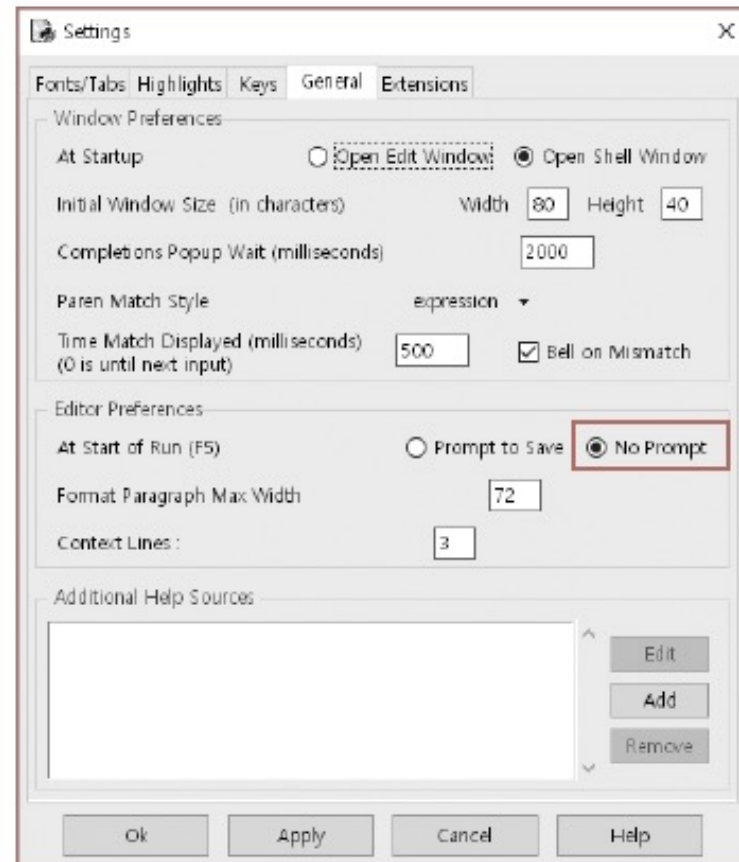 Settings
Fonts/Tabs Highlights Keys General Extensions
Window Preferences
At Startup Open Edit Window Open Shell Window
Initial Window Size (in characters) Width 80 Height 40
Completions Popup Wait (milliseconds) 2000
Paren Match Style expression
Time Match Displayed (milliseconds)
(0 is until next input) 500 Bell on Mismatch
Editor Preferences
At Start of Run (F5) Prompt to Save No Prompt
Format Paragraph Max Width 72
Context Lines : 3
Additional Help Sources
Edit
Add
Remove
Ok Apply Cancel Help